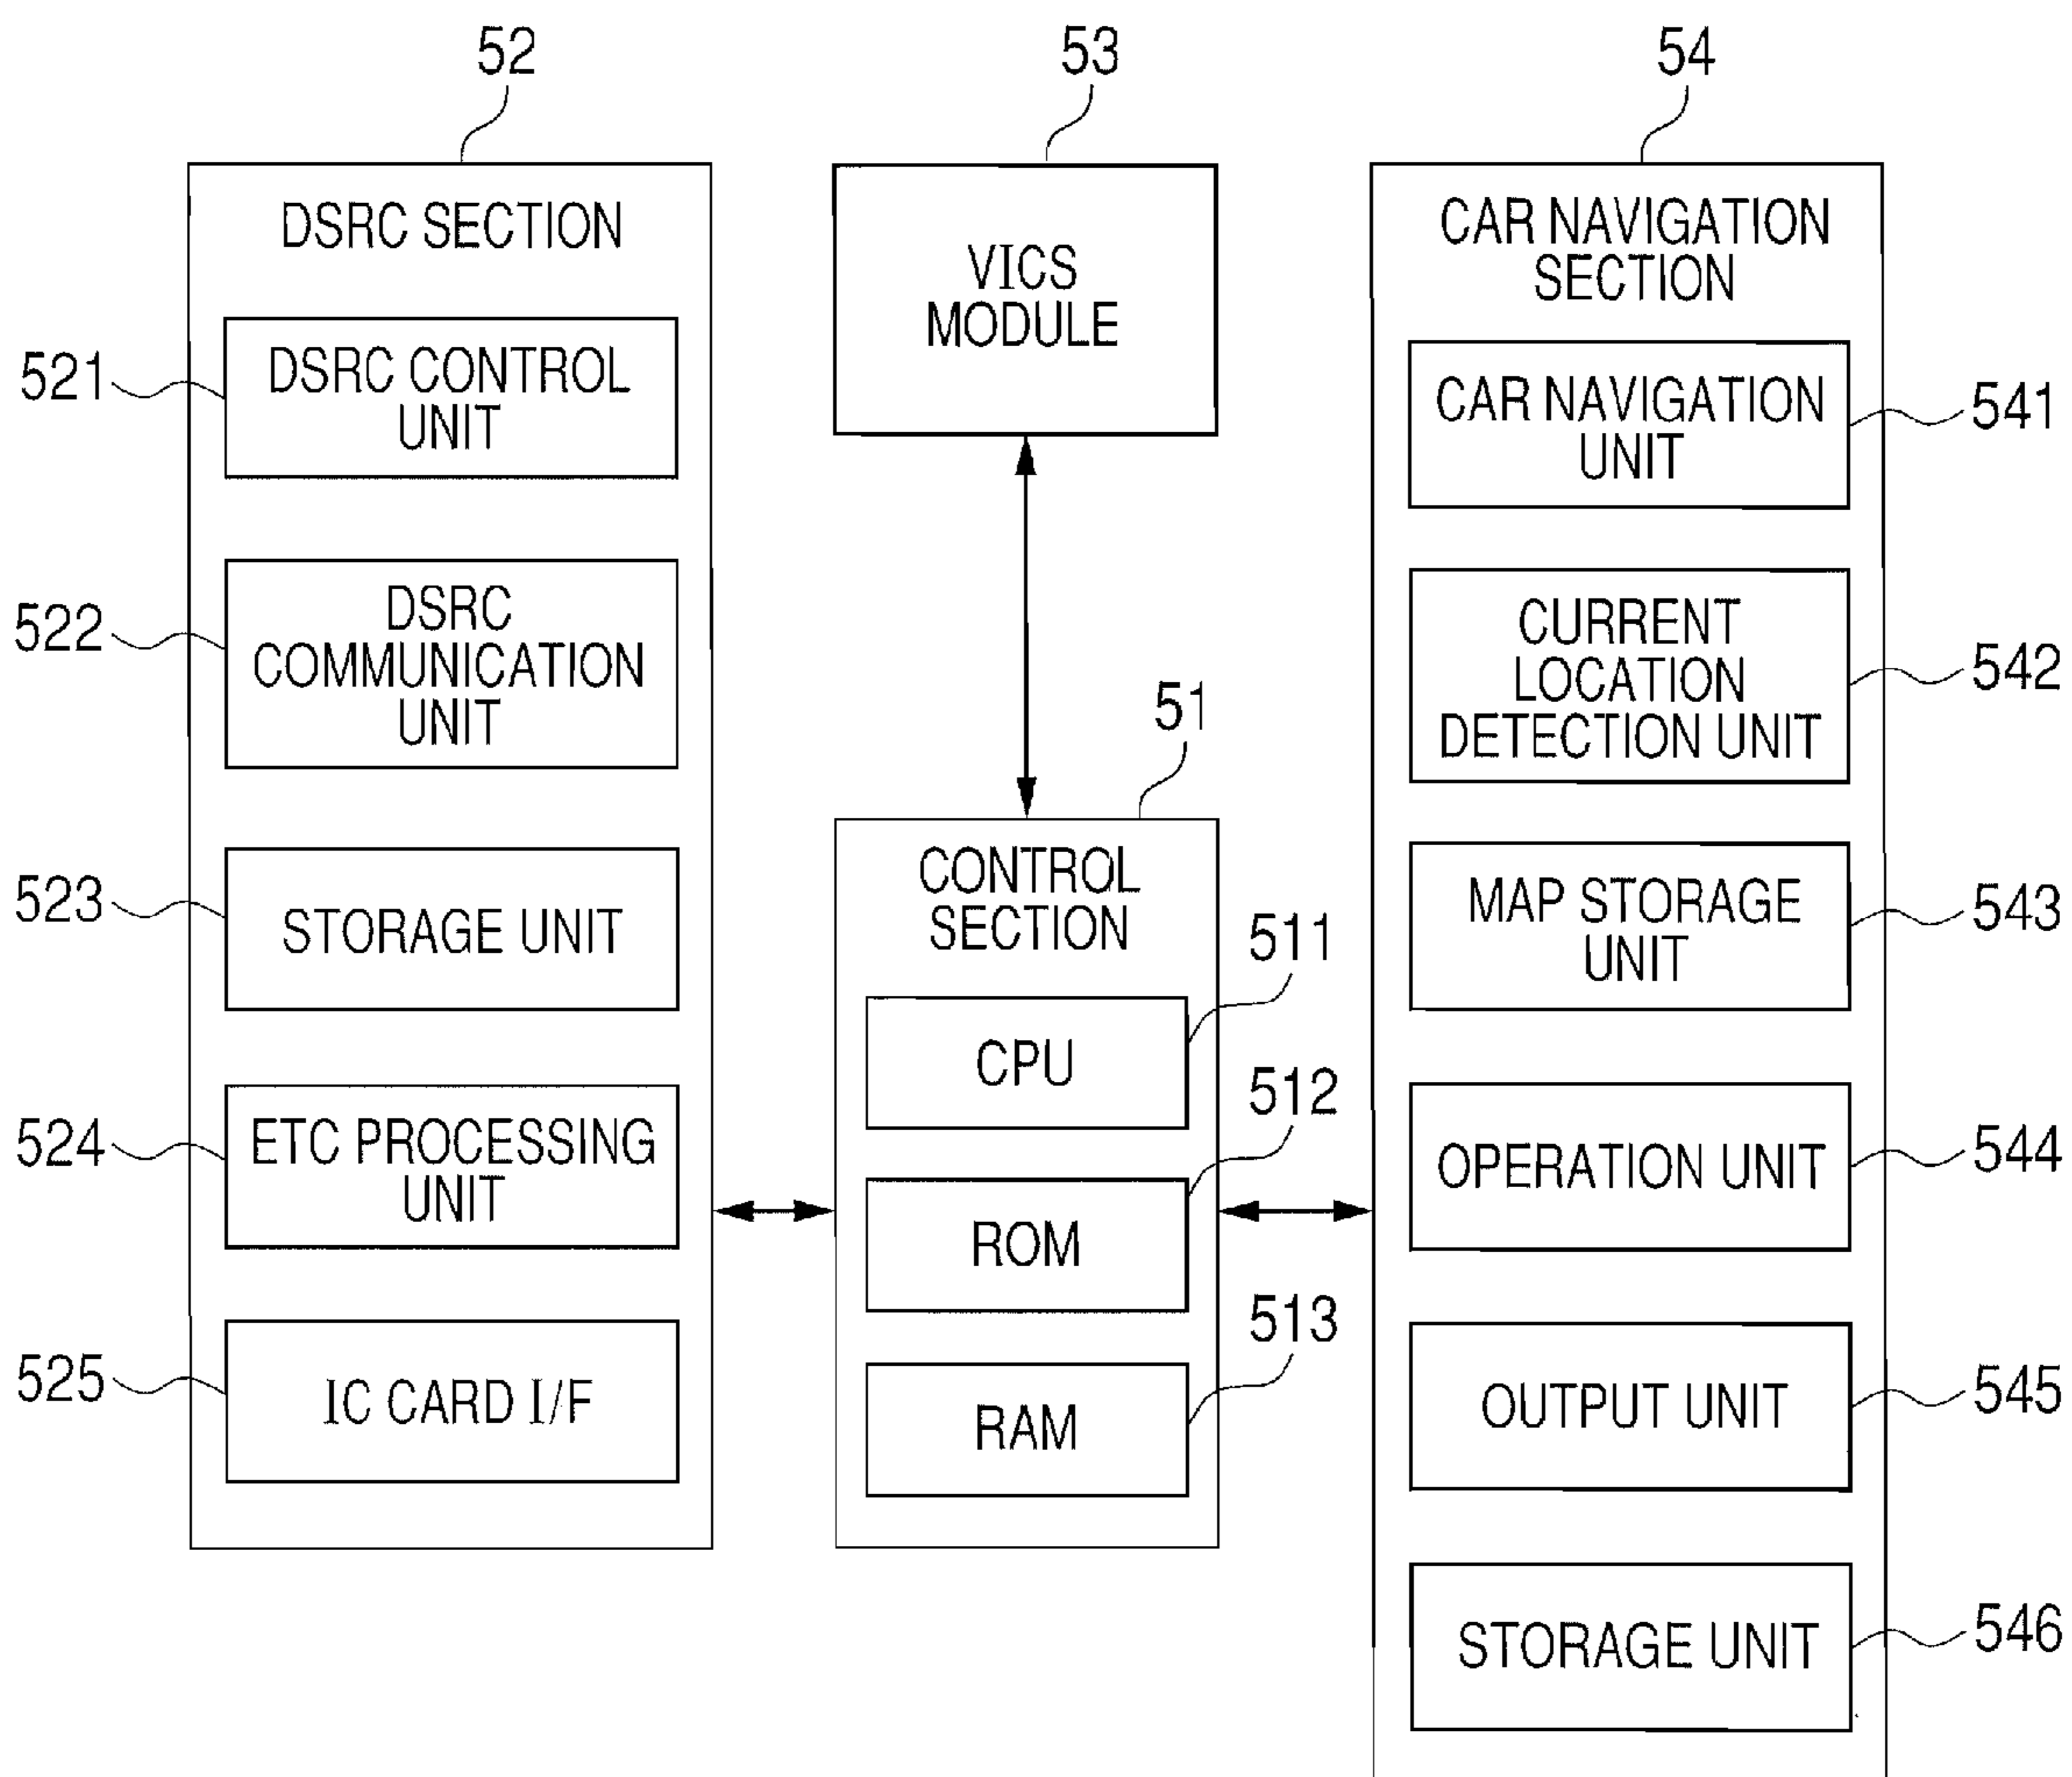 52
DSRC SECTION
521
DSRC CONTROL
UNIT
522
DSRC
COMMUNICATION
UNIT
523
STORAGE UNIT
524
ETC PROCESSING
UNIT
525
IC CARD I/F
53
VICS
MODULE
51
CONTROL
SECTION
511
CPU
512
ROM
513
RAM
54
CAR NAVIGATION
SECTION
CAR NAVIGATION
UNIT
541
CURRENT
LOCATION
DETECTION UNIT
542
MAP STORAGE
UNIT
543
OPERATION UNIT
544
OUTPUT UNIT
545
STORAGE UNIT
546